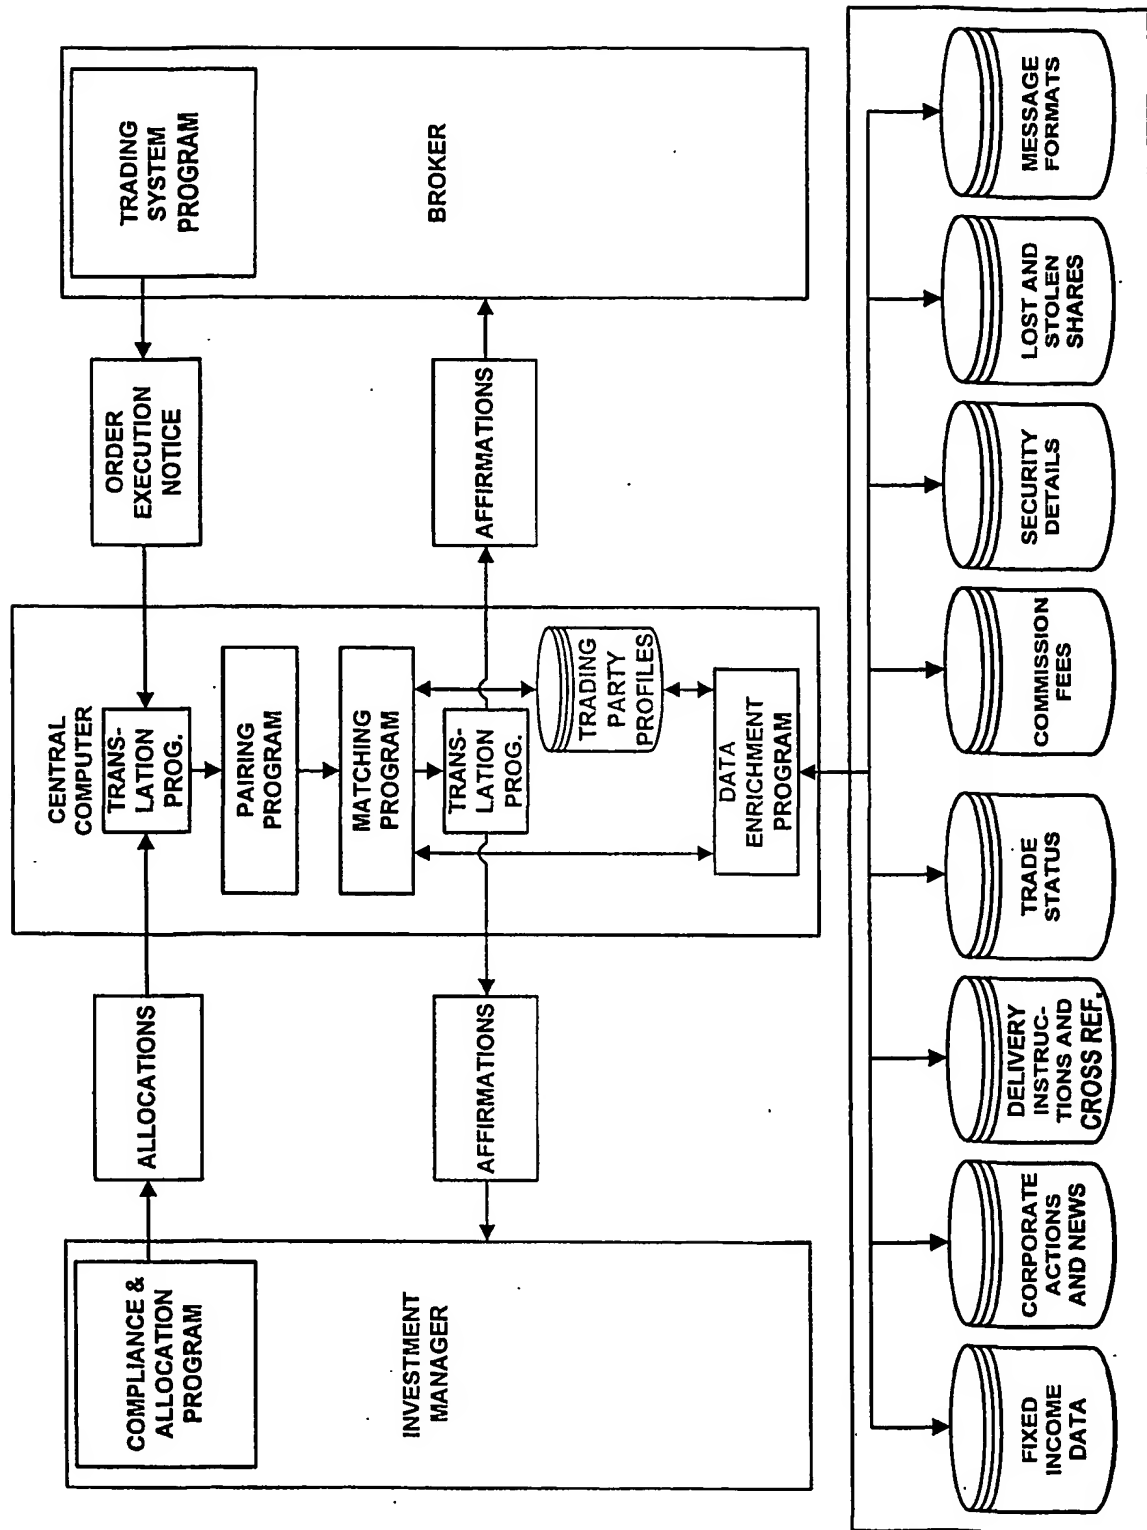 COMPLIANCE &
ALLOCATION
PROGRAM
INVESTMENT
MANAGER
ALLOCATIONS
AFFIRMATIONS
CENTRAL
COMPUTER
TRANS-
LATION
PROG.
PAIRING
PROGRAM
MATCHING
PROGRAM
TRANS-
LATION
PROG.
TRADING
PARTY
PROFILES
DATA
ENRICHMENT
PROGRAM
ORDER
EXECUTION
NOTICE
AFFIRMATIONS
TRADING
SYSTEM
PROGRAM
BROKER
FIXED
INCOME
DATA
CORPORATE
ACTIONS
AND NEWS
DELIVERY
INSTRUC-
TIONS AND
CROSS REF.
TRADE
STATUS
COMMISSION
FEES
SECURITY
DETAILS
LOST AND
STOLEN
SHARES
MESSAGE
FORMATS